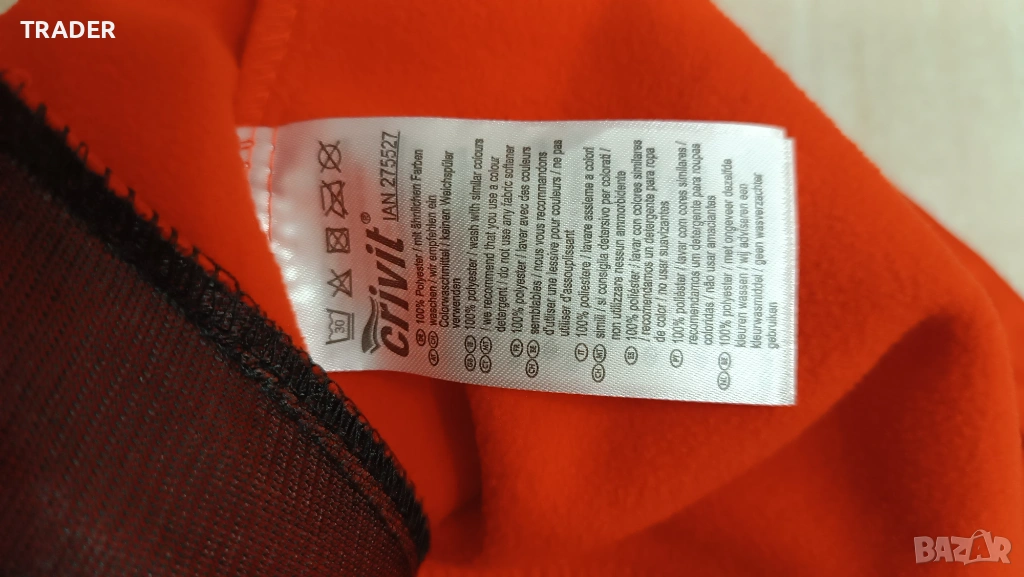 TRADER
30
crivit®
IAN 275527
DE 100% Polyester / mit ähnlichen Farben
waschen / wir empfehlen ein
Colorwaschmittel / keinen Weichspüler
verwenden
100% polyester / wash with similar colours
/ we recommend that you use a colour
detergent / do not use any fabric softener
100% polyester / laver avec des couleurs
semblables / nous vous recommandons
d'utiliser une lessive pour couleurs / ne pas
utiliser d'assouplissant
IT 100% poliestere / lavare assieme a colori
simili / si consiglia detersivo per colorati /
non utilizzare nessun ammorbidente
ES 100% poliéster / lavar con colores similares
/ recomendamos un detergente para ropa
de color / no usar suavizantes
PT 100% poliéster / lavar com cores similares /
recomendamos um detergente para roupas
coloridas / não usar amaciantes
100% polyester / met ongeveer dezelfde
kleuren wassen / wij adviseren een
kleurwasmiddel / geen wasverzachter
gebruiken
BAZAR